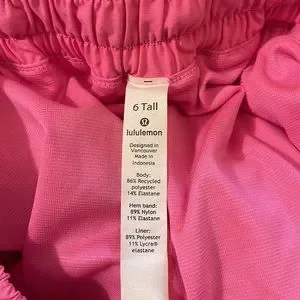 6 Tall
lululemon
Designed in
Vancouver
Made in
Indonesia
Body:
86% Recycled
polyester
14% Elastane
Hem band:
89% Nylon
11% Elastane
Liner:
89% Polyester
11% Lycra®
elastane